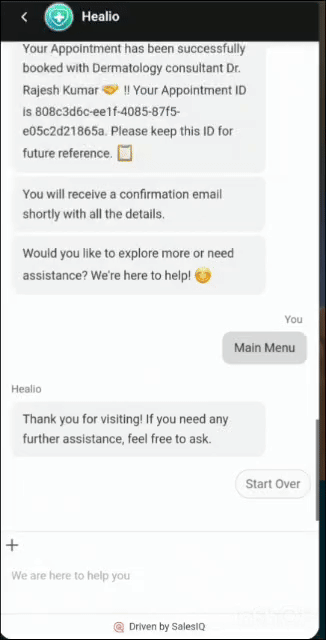 Healio
Your Appointment has been successfully
booked with Dermatology consultant Dr.
Rajesh Kumar 🤝 !! Your Appointment ID
is 808c3d6c-ee1f-4085-87f5-
e05c2d21865a. Please keep this ID for
future reference. 📋
You will receive a confirmation email
shortly with all the details.
Would you like to explore more or need
assistance? We're here to help! 😊
You
Main Menu
Healio
Thank you for visiting! If you need any
further assistance, feel free to ask.
Start Over
We are here to help you
Driven by SalesIQ